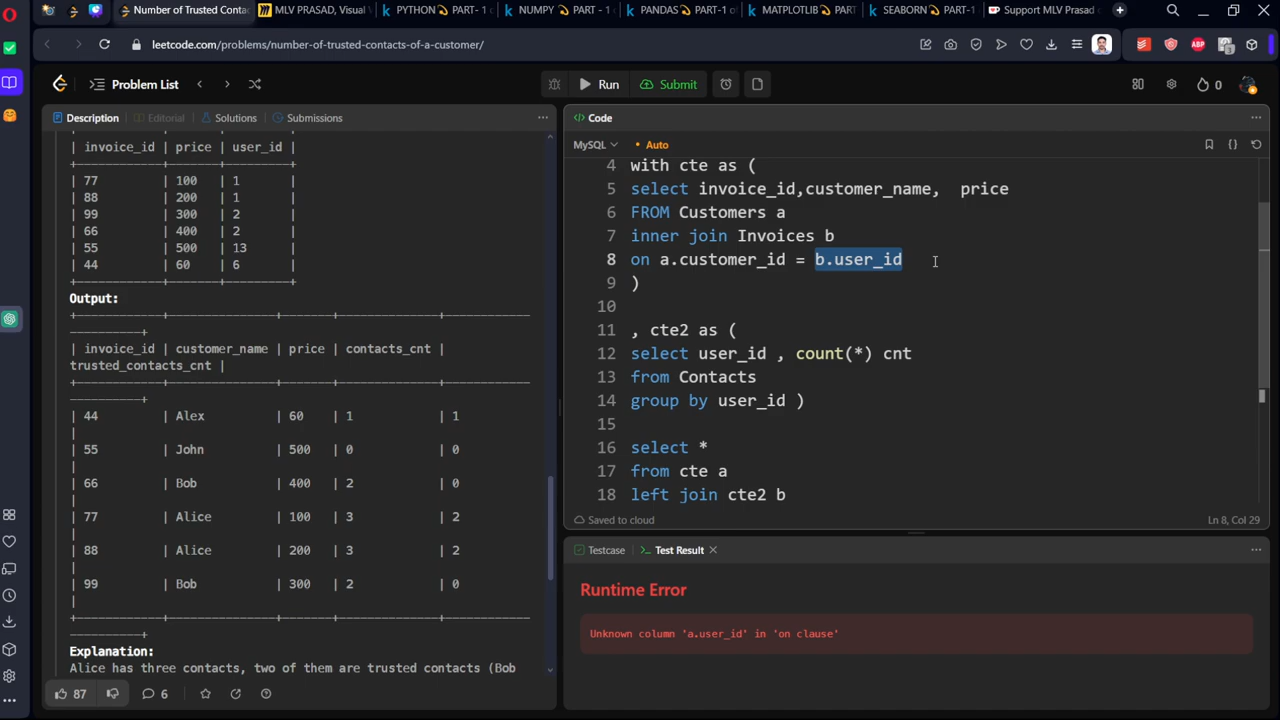 Number of Trusted Conta
MLV PRASAD, Visual
PYTHON PART- 1
NUMPY PART - 1
PANDAS PART-1 of
MATPLOTLIB PART
SEABORN PART-1
Support MLV Prasad
leetcode.com/problems/number-of-trusted-contacts-of-a-customer/
Problem List
Run
Submit
0
Description
Editorial
Solutions
Submissions
| invoice_id | price | user_id |
+------------+-------+---------+
| 77 | 100 | 1 |
| 88 | 200 | 1 |
| 99 | 300 | 2 |
| 66 | 400 | 2 |
| 55 | 500 | 13 |
| 44 | 60 | 6 |
+------------+-------+---------+
Output:
| invoice_id | customer_name | price | contacts_cnt |
trusted_contacts_cnt |
| 44 | Alex | 60 | 1 | 1
|
| 55 | John | 500 | 0 | 0
|
| 66 | Bob | 400 | 2 | 0
|
| 77 | Alice | 100 | 3 | 2
|
| 88 | Alice | 200 | 3 | 2
|
| 99 | Bob | 300 | 2 | 0
|
Explanation:
Alice has three contacts, two of them are trusted contacts (Bob
87
6
Code
MySQL
Auto
4 with cte as (
5 select invoice_id,customer_name, price
6 FROM Customers a
7 inner join Invoices b
8 on a.customer_id = b.user_id
9 )
10
11 , cte2 as (
12 select user_id , count(*) cnt
13 from Contacts
14 group by user_id )
15
16 select *
17 from cte a
18 left join cte2 b
Saved to cloud
Ln 8, Col 29
Testcase
Test Result
Runtime Error
Unknown column 'a.user_id' in 'on clause'